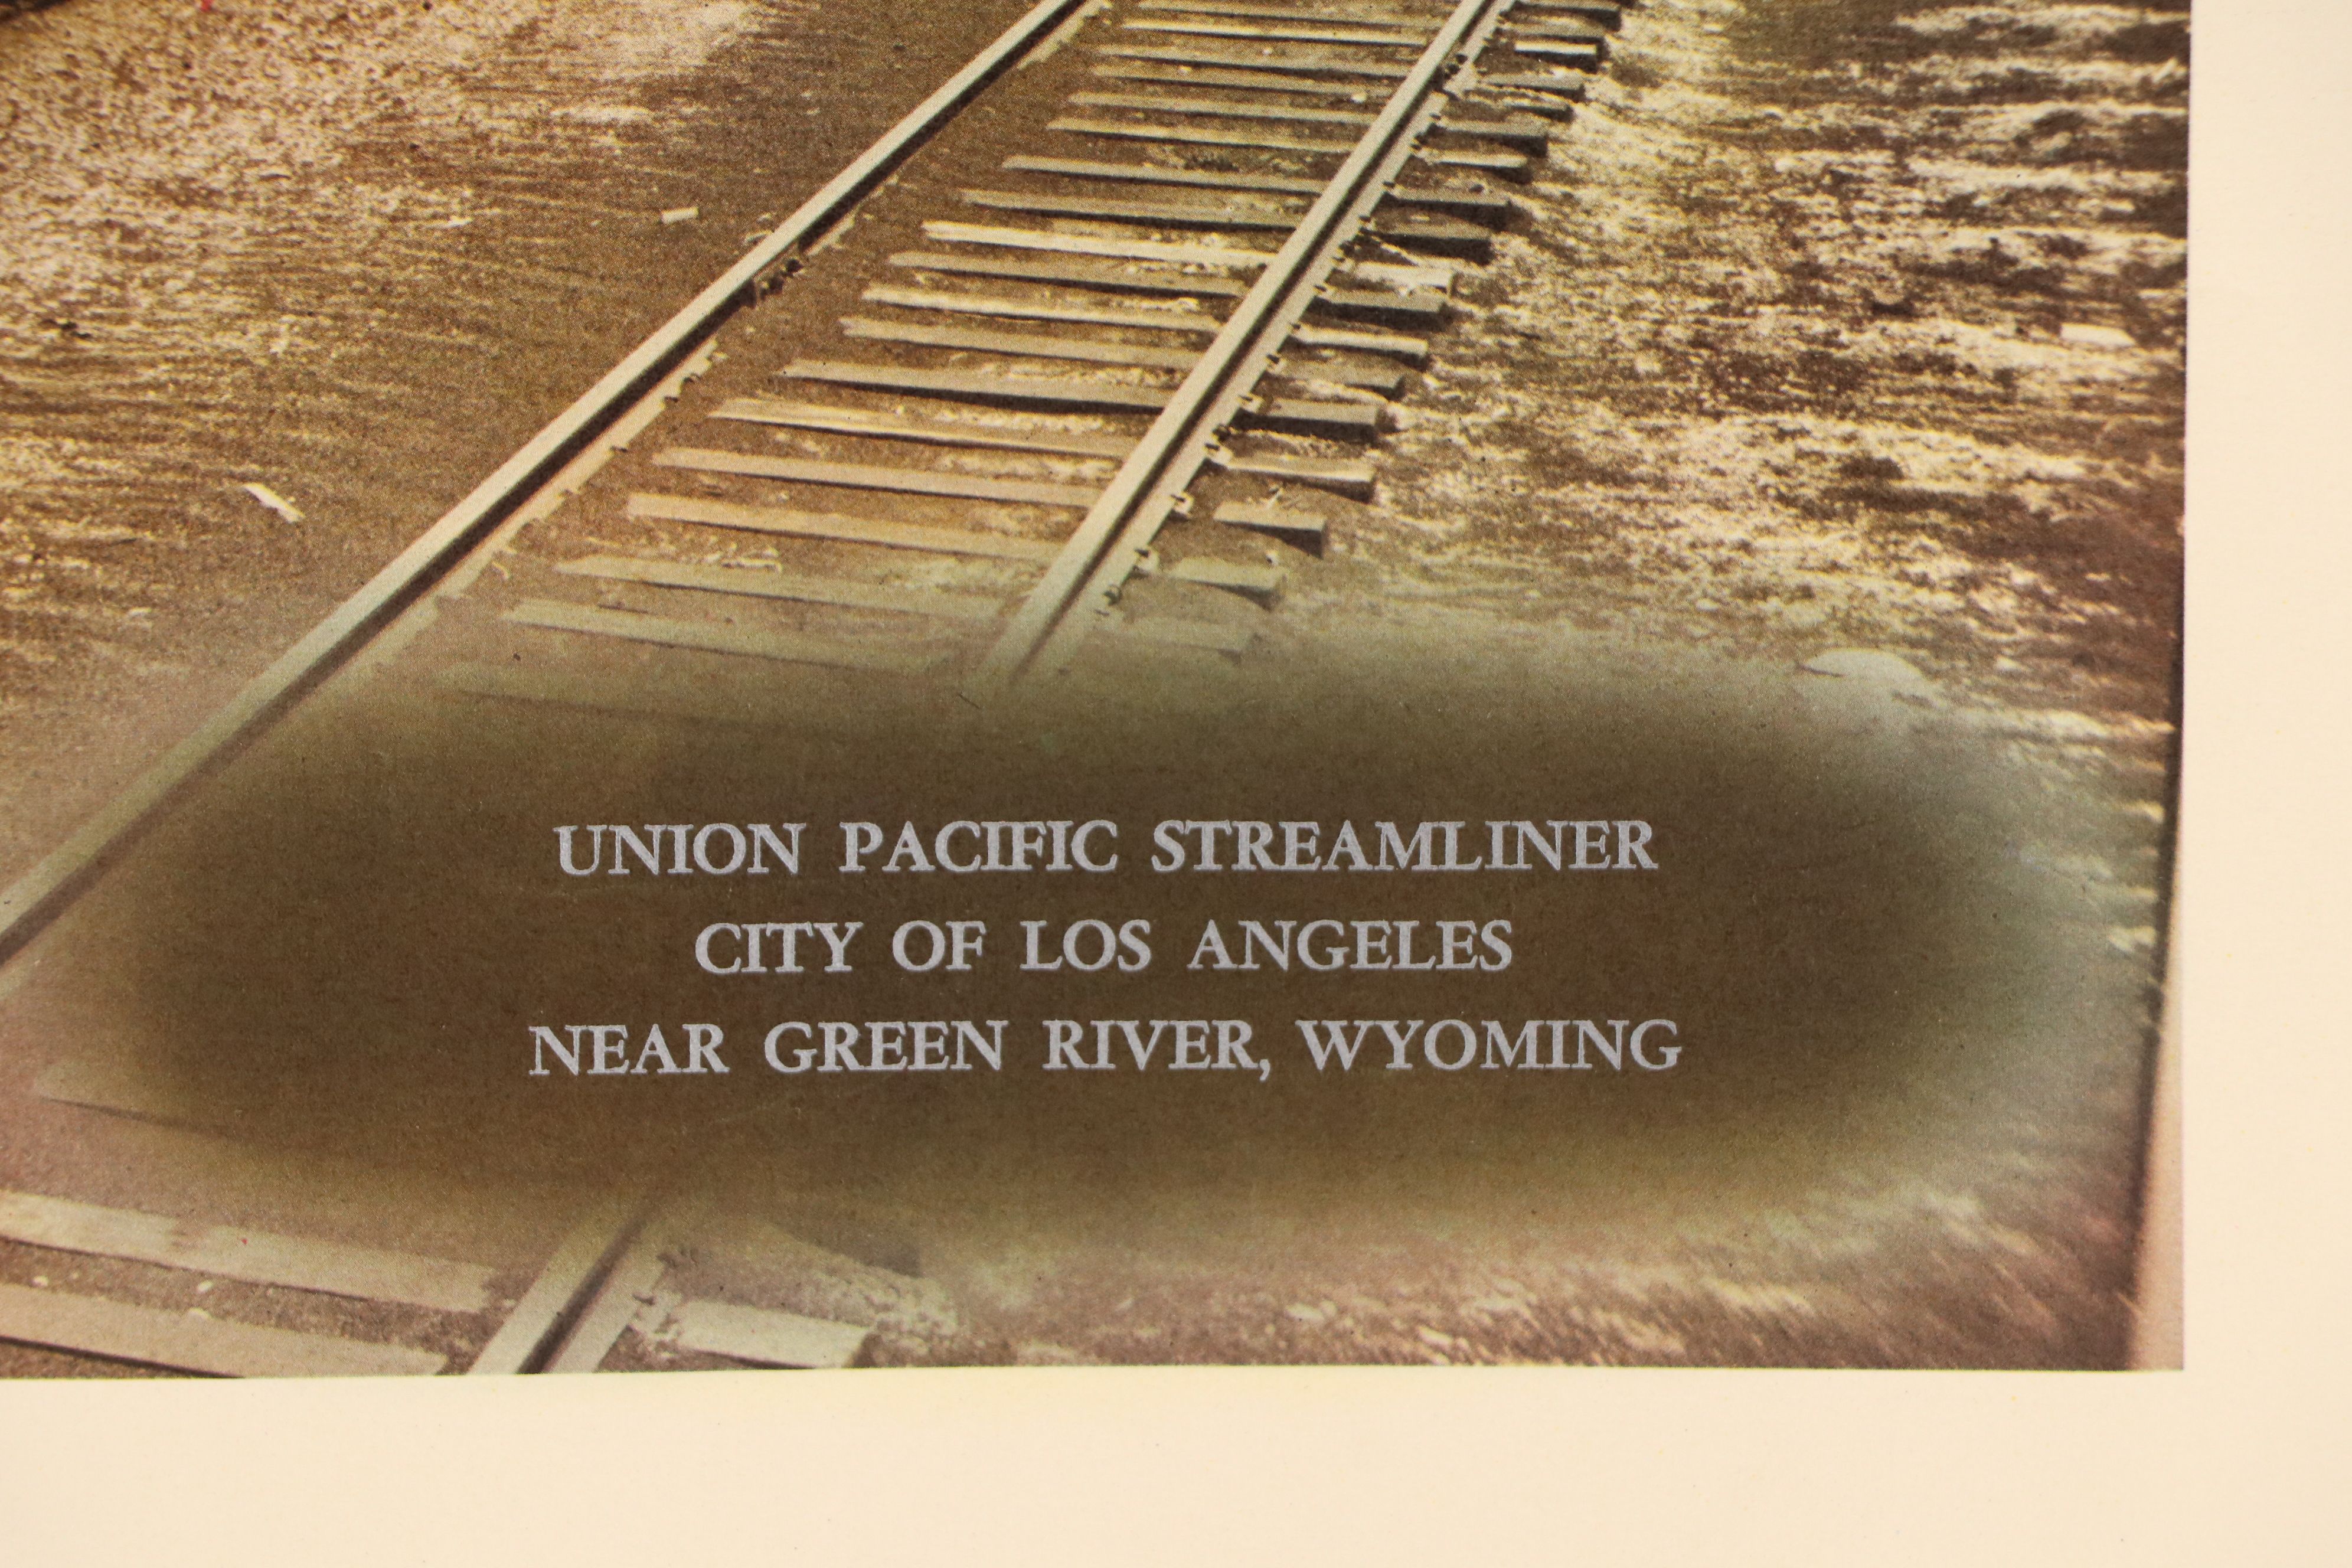 UNION PACIFIC STREAMLINER
CITY OF LOS ANGELES
NEAR GREEN RIVER, WYOMING